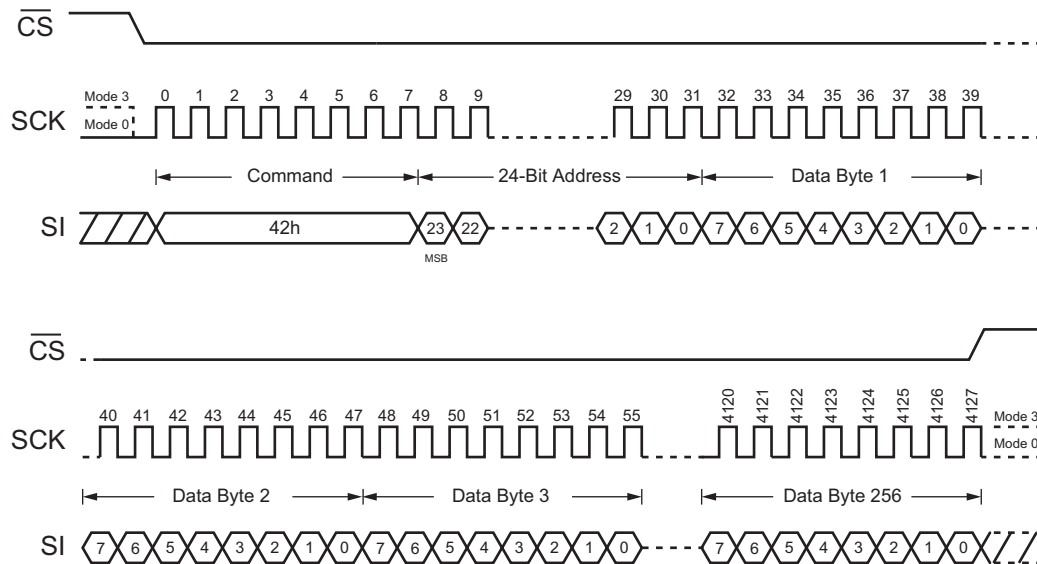 CS
Mode 3 0 1 2 3 4 5 6 7 8 9 29 30 31 32 33 34 35 36 37 38 39
SCK
Mode 0
Command 24-Bit Address Data Byte 1
SI 42h 23 22 2 1 0 7 6 5 4 3 2 1 0
MSB
CS
40 41 42 43 44 45 46 47 48 49 50 51 52 53 54 55 4120 4121 4122 4123 4124 4125 4126 4127 Mode 3
SCK Mode 0
Data Byte 2 Data Byte 3 Data Byte 256
SI 7 6 5 4 3 2 1 0 7 6 5 4 3 2 1 0 7 6 5 4 3 2 1 0